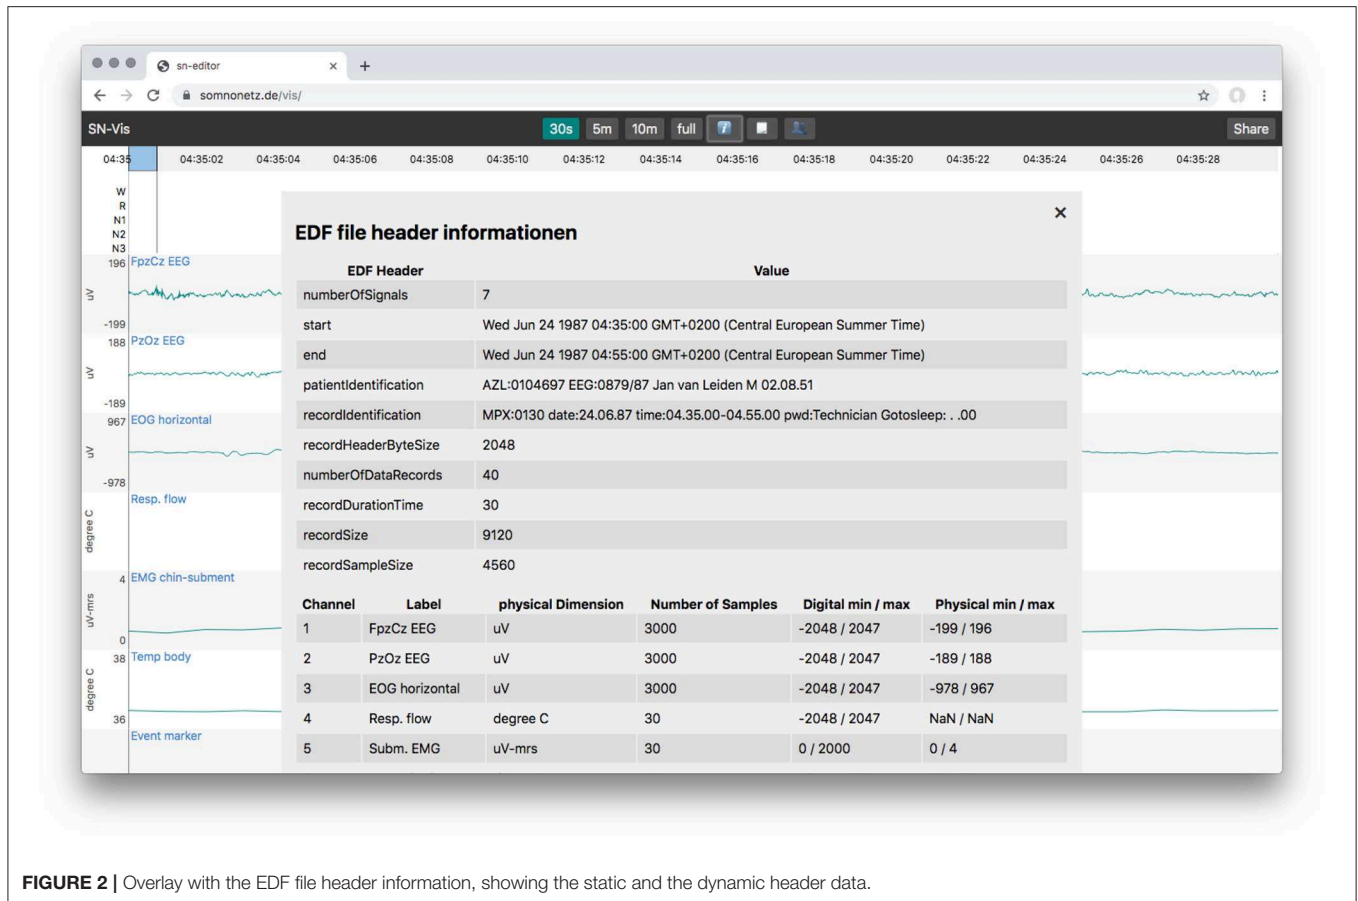 sn-editor × +
somnonetz.de/vis/
SN-Vis 30s 5m 10m full Share
04:35 04:35:02 04:35:04 04:35:06 04:35:08 04:35:10 04:35:12 04:35:14 04:35:16 04:35:18 04:35:20 04:35:22 04:35:24 04:35:26 04:35:28
W
R
N1
N2
N3
196 FpzCz EEG
uV
-199
188 PzOz EEG
uV
-189
967 EOG horizontal
uV
-978
Resp. flow
degree C
4 EMG chin-subment
uV-mrs
0
38 Temp body
degree C
36
Event marker
×
EDF file header informationen
EDF Header Value
numberOfSignals 7
start Wed Jun 24 1987 04:35:00 GMT+0200 (Central European Summer Time)
end Wed Jun 24 1987 04:55:00 GMT+0200 (Central European Summer Time)
patientIdentification AZL:0104697 EEG:0879/87 Jan van Leiden M 02.08.51
recordIdentification MPX:0130 date:24.06.87 time:04.35.00-04.55.00 pwd:Technician Gotosleep: . .00
recordHeaderByteSize 2048
numberOfDataRecords 40
recordDurationTime 30
recordSize 9120
recordSampleSize 4560
Channel Label physical Dimension Number of Samples Digital min / max Physical min / max
1 FpzCz EEG uV 3000 -2048 / 2047 -199 / 196
2 PzOz EEG uV 3000 -2048 / 2047 -189 / 188
3 EOG horizontal uV 3000 -2048 / 2047 -978 / 967
4 Resp. flow degree C 30 -2048 / 2047 NaN / NaN
5 Subm. EMG uV-mrs 30 0 / 2000 0 / 4
FIGURE 2 | Overlay with the EDF file header information, showing the static and the dynamic header data.